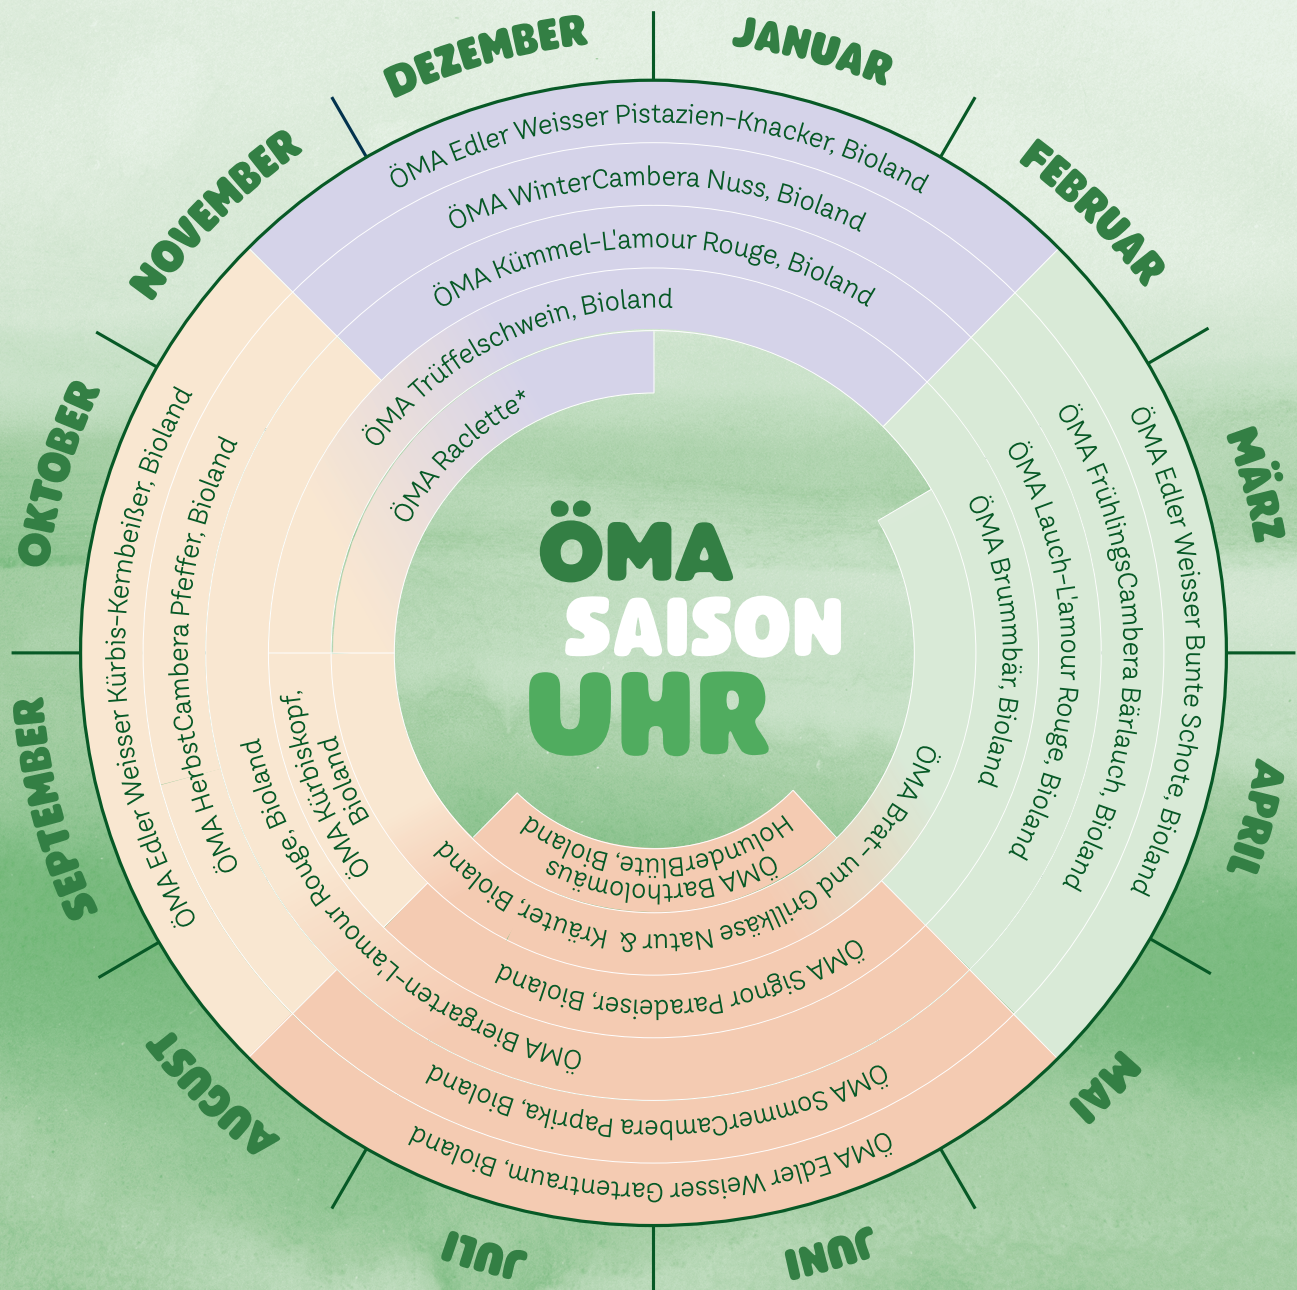 JANUAR
FEBRUAR
MÄRZ
APRIL
MAI
JUNI
JULI
AUGUST
SEPTEMBER
OKTOBER
NOVEMBER
DEZEMBER
ÖMA Edler Weisser Pistazien-Knacker, Bioland
ÖMA WinterCambera Nuss, Bioland
ÖMA Kümmel-L'amour Rouge, Bioland
ÖMA Trüffelschwein, Bioland
ÖMA Raclette*
ÖMA Edler Weisser Bunte Schote, Bioland
ÖMA FrühlingsCambera Bärlauch, Bioland
ÖMA Lauch-L'amour Rouge, Bioland
ÖMA Brummbär, Bioland
ÖMA Brat- und Grillkäse Natur & Kräuter, Bioland
ÖMA Bartholomäus
HolunderBlüte, Bioland
ÖMA Signor Paradeiser, Bioland
ÖMA Biergarten-L'amour Rouge, Bioland
ÖMA SommerCambera Paprika, Bioland
ÖMA Edler Weisser Gartentraum, Bioland
ÖMA Edler Weisser Kürbis-Kernbeißer, Bioland
ÖMA HerbstCambera Pfeffer, Bioland
ÖMA Kürbiskopf,
Bioland
ÖMA
SAISON
UHR